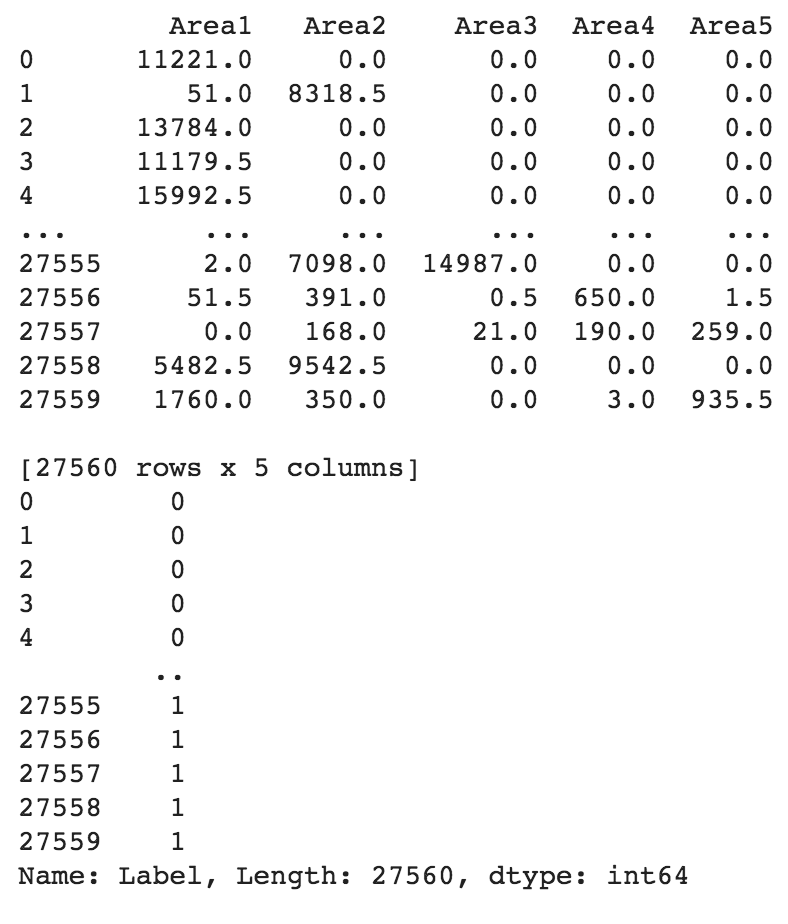 Area1 Area2 Area3 Area4 Area5
0 11221.0 0.0 0.0 0.0 0.0
1 51.0 8318.5 0.0 0.0 0.0
2 13784.0 0.0 0.0 0.0 0.0
3 11179.5 0.0 0.0 0.0 0.0
4 15992.5 0.0 0.0 0.0 0.0
... ... ... ... ... ...
27555 2.0 7098.0 14987.0 0.0 0.0
27556 51.5 391.0 0.5 650.0 1.5
27557 0.0 168.0 21.0 190.0 259.0
27558 5482.5 9542.5 0.0 0.0 0.0
27559 1760.0 350.0 0.0 3.0 935.5
[27560 rows x 5 columns]
0 0
1 0
2 0
3 0
4 0
..
27555 1
27556 1
27557 1
27558 1
27559 1
Name: Label, Length: 27560, dtype: int64